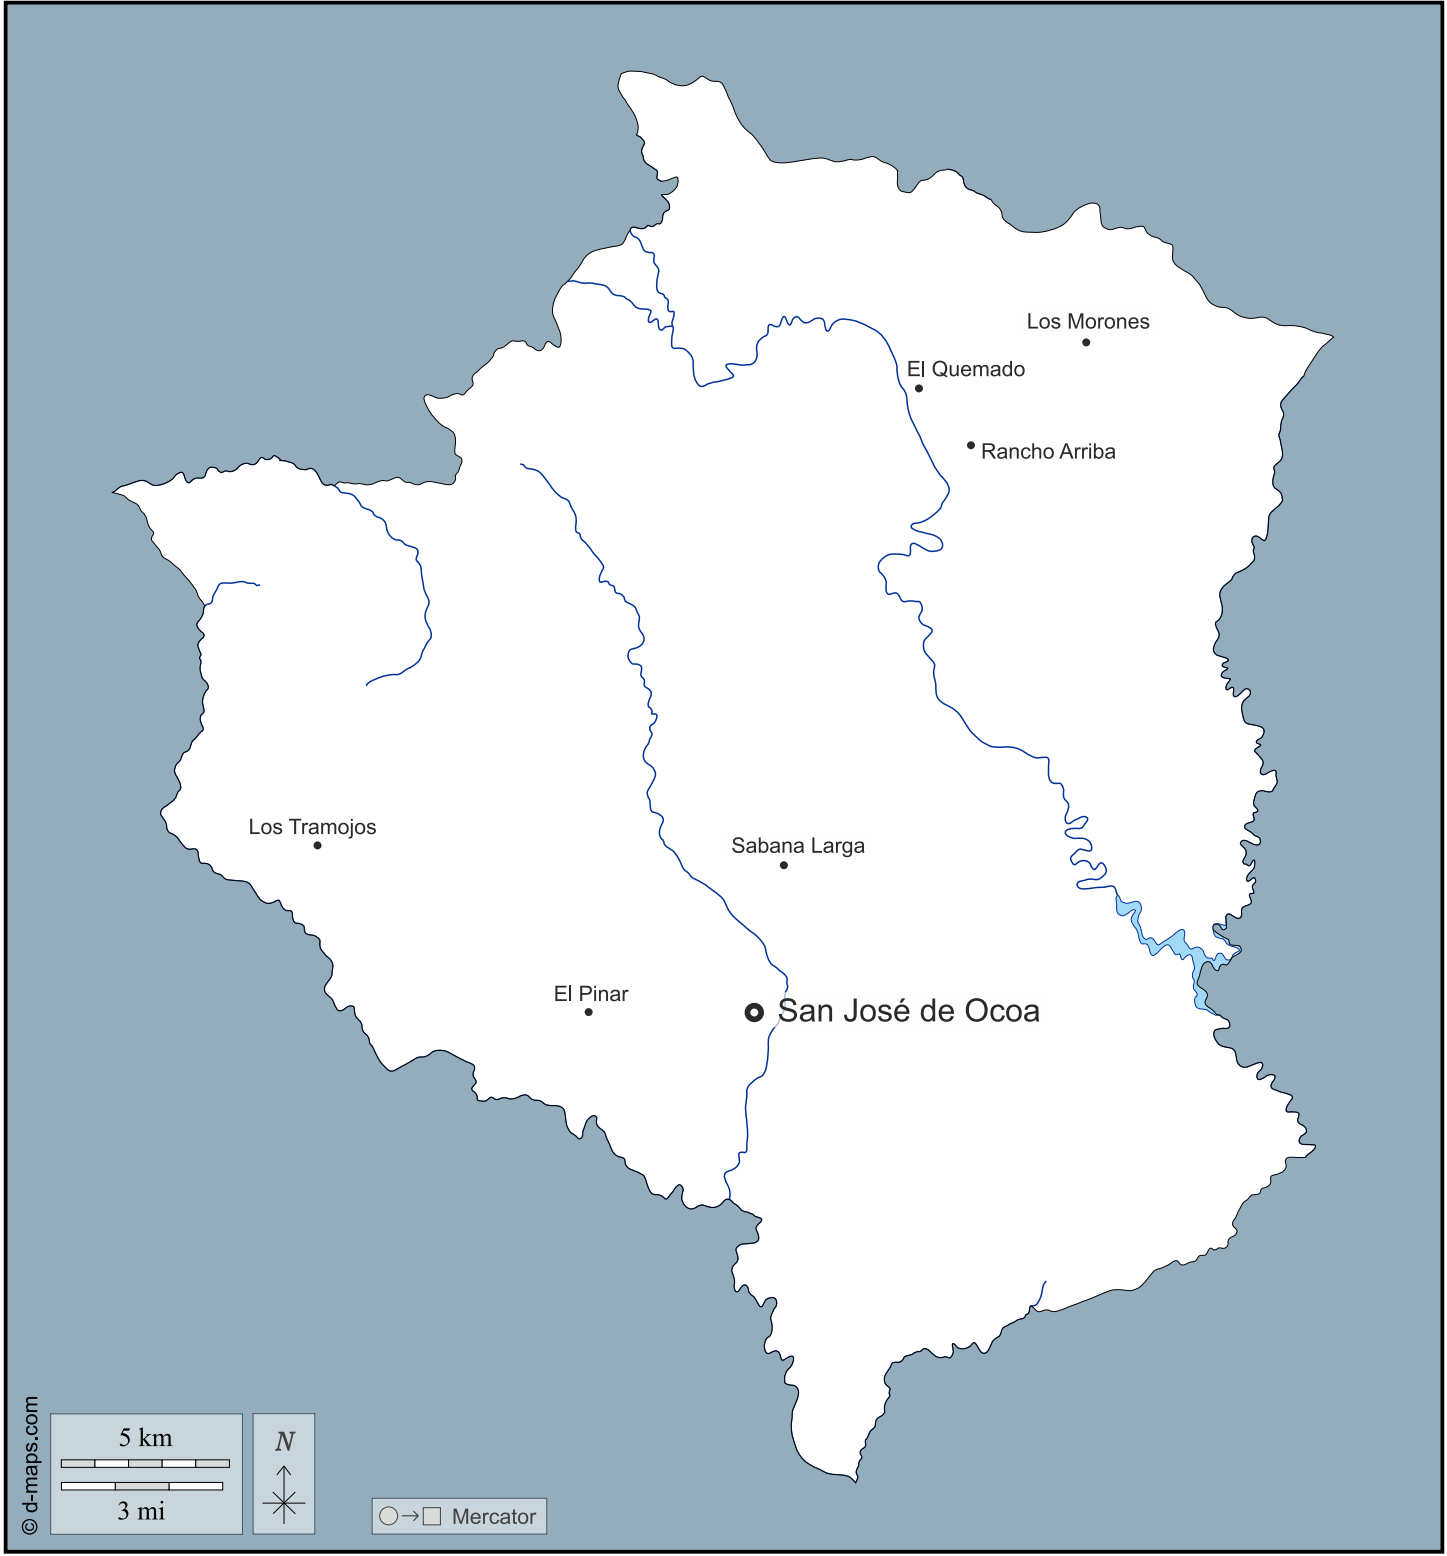 Los Morones
El Quemado
Rancho Arriba
Los Tramojos
Sabana Larga
El Pinar
San José de Ocoa
© d-maps.com
5 km
3 mi
N
Mercator